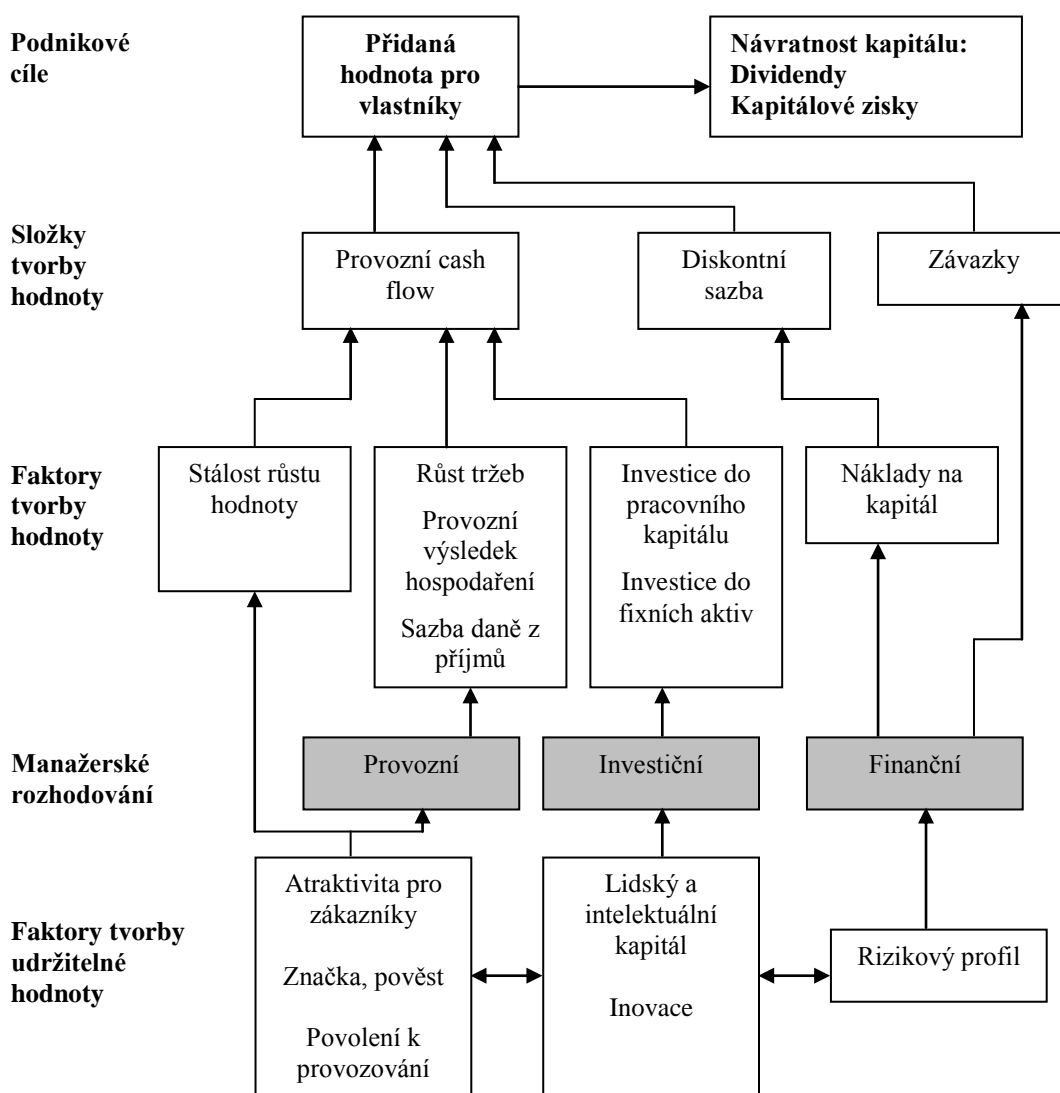 Podnikové
cíle
Přidaná
hodnota pro
vlastníky
Návratnost kapitálu:
Dividendy
Kapitálové zisky
Složky
tvorby
hodnoty
Provozní cash
flow
Diskontní
sazba
Závazky
Faktory
tvorby
hodnoty
Stálost růstu
hodnoty
Růst tržeb
Provozní
výsledek
hospodaření
Sazba daně z
příjmů
Investice do
pracovního
kapitálu
Investice do
fixních aktiv
Náklady na
kapitál
Manažerské
rozhodování
Provozní
Investiční
Finanční
Faktory tvorby
udržitelné
hodnoty
Atraktivita pro
zákazníky
Značka, pověst
Povolení k
provozování
Lidský a
intelektuální
kapitál
Inovace
Rizikový profil